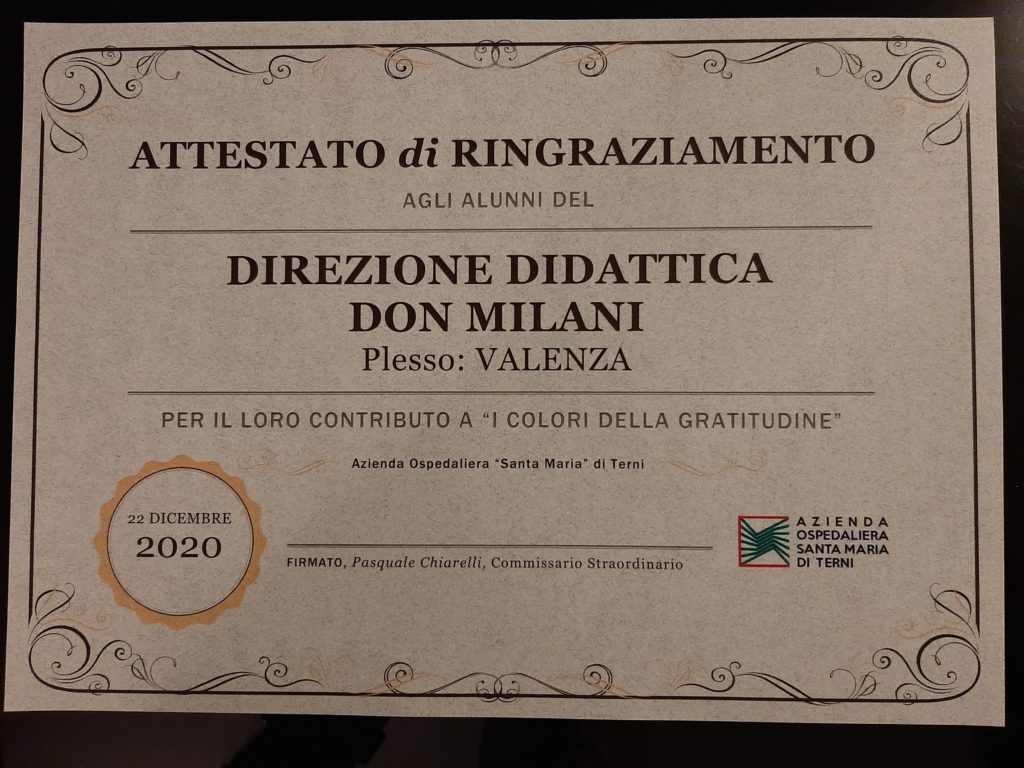 ATTESTATO di RINGRAZIAMENTO
AGLI ALUNNI DEL
DIREZIONE DIDATTICA
DON MILANI
Plesso: VALENZA
PER IL LORO CONTRIBUTO A “I COLORI DELLA GRATITUDINE”
Azienda Ospedaliera “Santa Maria” di Terni
22 DICEMBRE
2020
FIRMATO, Pasquale Chiarelli, Commissario Straordinario
AZIENDA
OSPEDALIERA
SANTA MARIA
DI TERNI